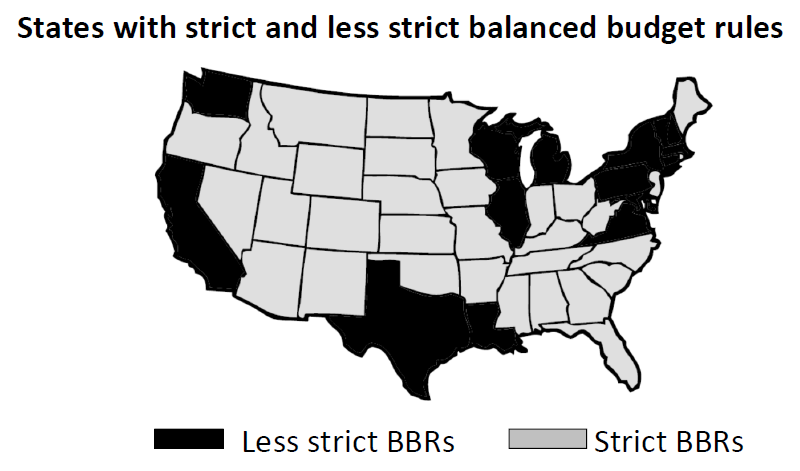 States with strict and less strict balanced budget rules
Less strict BBRs
Strict BBRs